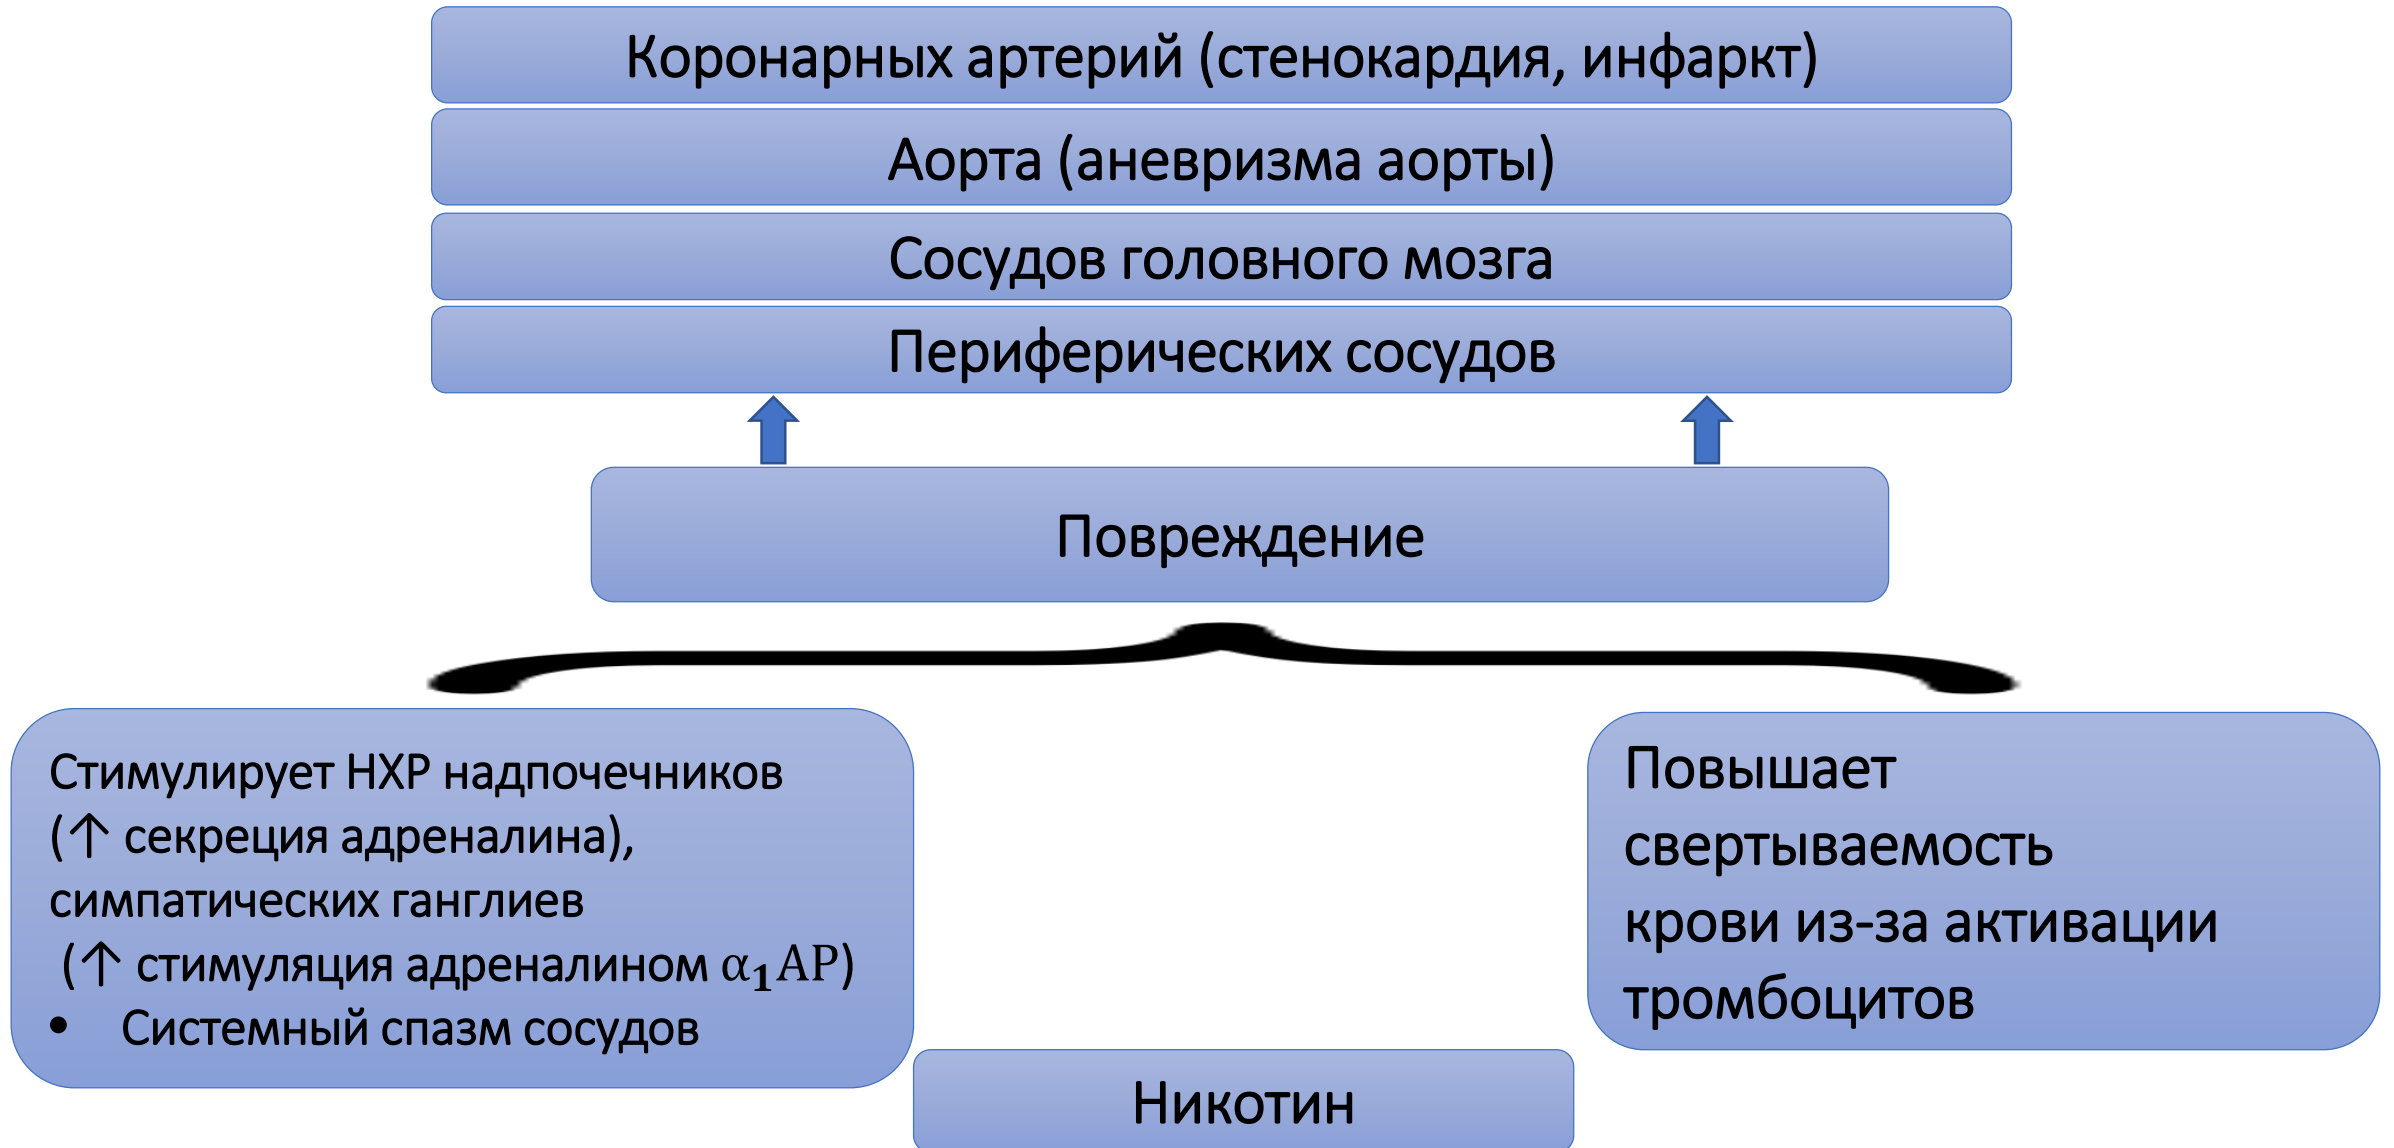 Коронарных артерий (стенокардия, инфаркт)
Аорта (аневризма аорты)
Сосудов головного мозга
Периферических сосудов
Повреждение
Стимулирует НХР надпочечников
(↑ секреция адреналина),
симпатических ганглиев
(↑ стимуляция адреналином α₁АР)
• Системный спазм сосудов
Повышает
свертываемость
крови из-за активации
тромбоцитов
Никотин